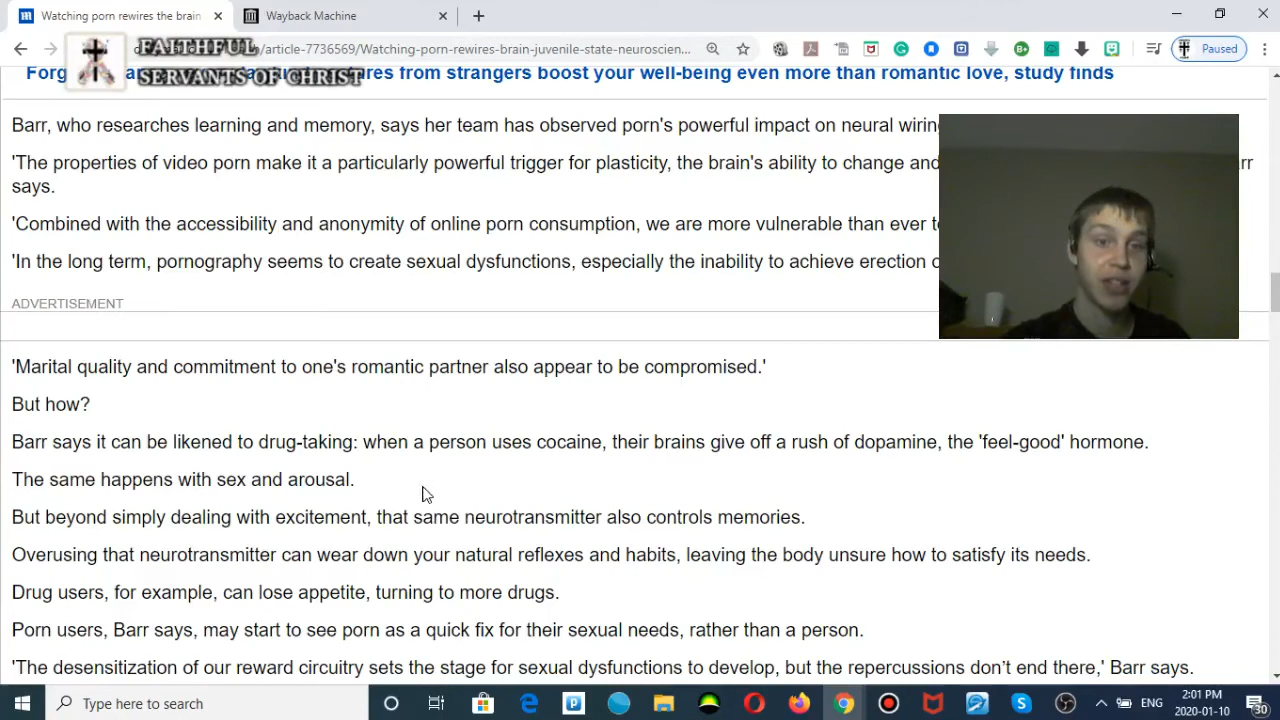 Watching porn rewires the brain
Wayback Machine
/article-7736569/Watching-porn-rewires-brain-juvenile-state-neuroscien...
Paused
FAITHFUL
SERVANTS OF CHRIST
from strangers boost your well-being even more than romantic love, study finds
Barr, who researches learning and memory, says her team has observed porn's powerful impact on neural wiring
'The properties of video porn make it a particularly powerful trigger for plasticity, the brain's ability to change and
says.
'Combined with the accessibility and anonymity of online porn consumption, we are more vulnerable than ever
'In the long term, pornography seems to create sexual dysfunctions, especially the inability to achieve erection
ADVERTISEMENT
'Marital quality and commitment to one's romantic partner also appear to be compromised.'
But how?
Barr says it can be likened to drug-taking: when a person uses cocaine, their brains give off a rush of dopamine, the 'feel-good' hormone.
The same happens with sex and arousal.
But beyond simply dealing with excitement, that same neurotransmitter also controls memories.
Overusing that neurotransmitter can wear down your natural reflexes and habits, leaving the body unsure how to satisfy its needs.
Drug users, for example, can lose appetite, turning to more drugs.
Porn users, Barr says, may start to see porn as a quick fix for their sexual needs, rather than a person.
'The desensitization of our reward circuitry sets the stage for sexual dysfunctions to develop, but the repercussions don't end there,' Barr says.
Type here to search
ENG
2:01 PM
2020-01-10
30